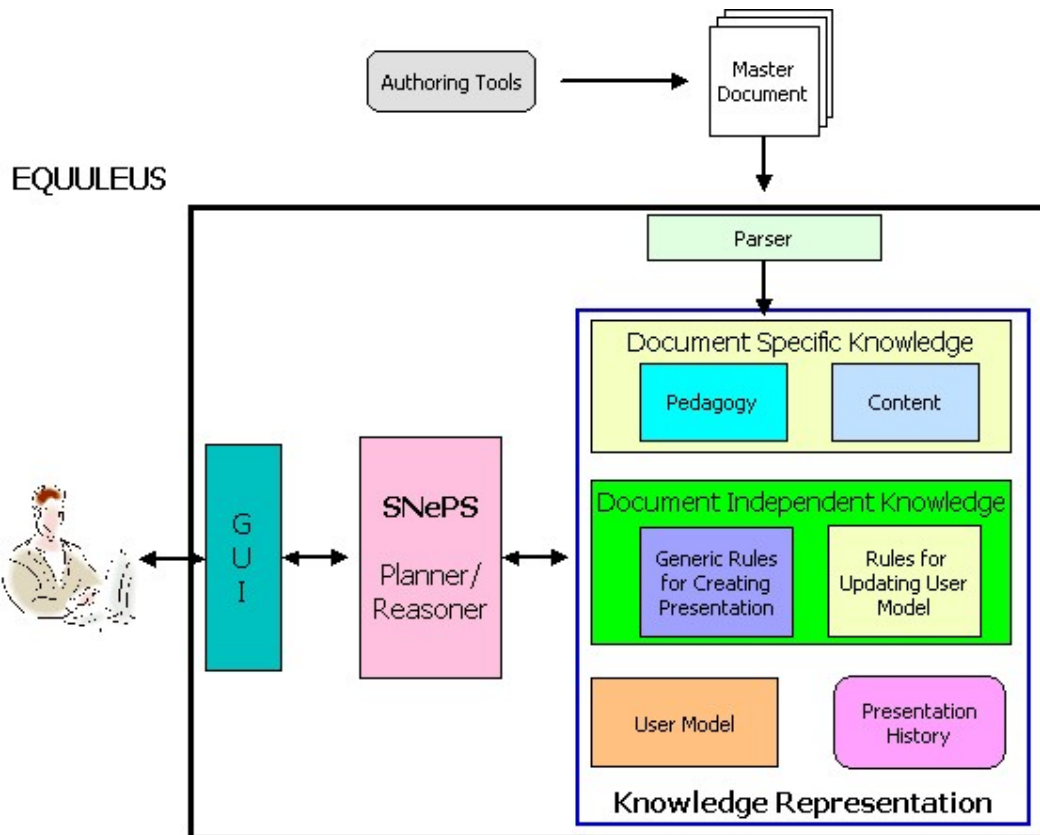 Authoring Tools
Master
Document
EQUULEUS
Parser
Document Specific Knowledge
Pedagogy
Content
G
U
I
SNePS
Planner/
Reasoner
Document Independent Knowledge
Generic Rules
for Creating
Presentation
Rules for
Updating User
Model
User Model
Presentation
History
Knowledge Representation